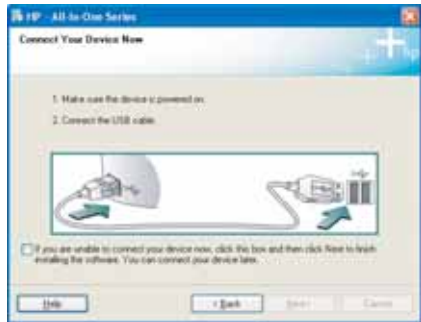 HP - All-In-One Series
Connect Your Device Now
1. Make sure the device is powered on.
2. Connect the USB cable.
If you are unable to connect your device now, click this box and then click Next to finish
installing the software. You can connect your device later.
Help
< Back
Next >
Cancel